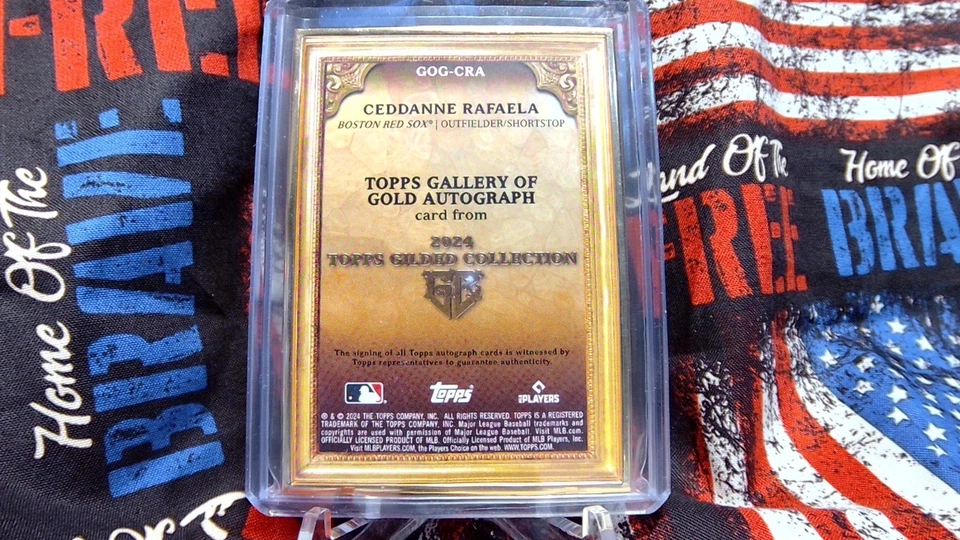 GOG-CRA
CEDDANNE RAFAELA
BOSTON RED SOX® | OUTFIELDER/SHORTSTOP
TOPPS GALLERY OF
GOLD AUTOGRAPH
card from
2024
TOPPS GILDED COLLECTION
GC
The signing of all Topps autograph cards is witnessed by
Topps representatives to guarantee authenticity.
Topps
PLAYERS
® & © 2024 THE TOPPS COMPANY, INC. ALL RIGHTS RESERVED. TOPPS IS A REGISTERED
TRADEMARK OF THE TOPPS COMPANY, INC. Major League Baseball trademarks and
copyrights are used with permission of Major League Baseball. Visit MLB.com.
OFFICIALLY LICENSED PRODUCT OF MLB. Officially Licensed Product of MLB Players, Inc.
Visit MLBPLAYERS.com, the Players Choice on the web. WWW.TOPPS.COM.
Home Of The
BRAVE
Of The
FREE
Home Of
BRA